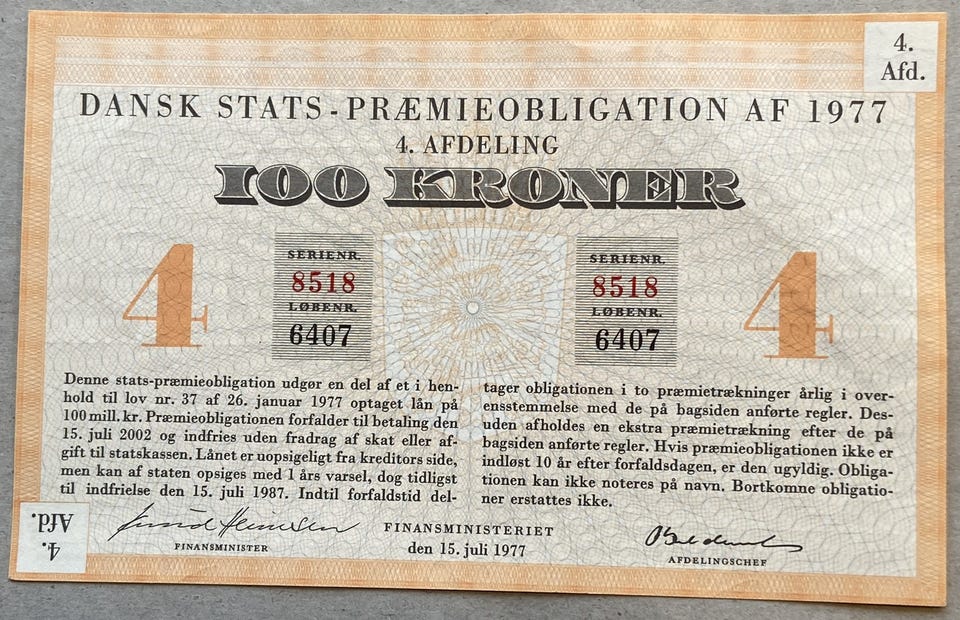 4.
Afd.
DANSK STATS-PRÆMIEOBLIGATION AF 1977
4. AFDELING
100 KRONER
4
SERIENR.
8518
LØBENR.
6407
SERIENR.
8518
LØBENR.
6407
4
Denne stats-præmieobligation udgør en del af et i hen-
hold til lov nr. 37 af 26. januar 1977 optaget lån på
100 mill. kr. Præmieobligationen forfalder til betaling den
15. juli 2002 og indfries uden fradrag af skat eller af-
gift til statskassen. Lånet er uopsigeligt fra kreditors side,
men kan af staten opsiges med 1 års varsel, dog tidligst
til indfrielse den 15. juli 1987. Indtil forfaldstid del-
tager obligationen i to præmietrækninger årlig i over-
ensstemmelse med de på bagsiden anførte regler. Des-
uden afholdes en ekstra præmietrækning efter de på
bagsiden anførte regler. Hvis præmieobligationen ikke er
indløst 10 år efter forfaldsdagen, er den ugyldig. Obliga-
tionen kan ikke noteres på navn. Bortkomne obligatio-
ner erstattes ikke.
4.
Afd.
FINANSMINISTER
FINANSMINISTERIET
den 15. juli 1977
AFDELINGSCHEF